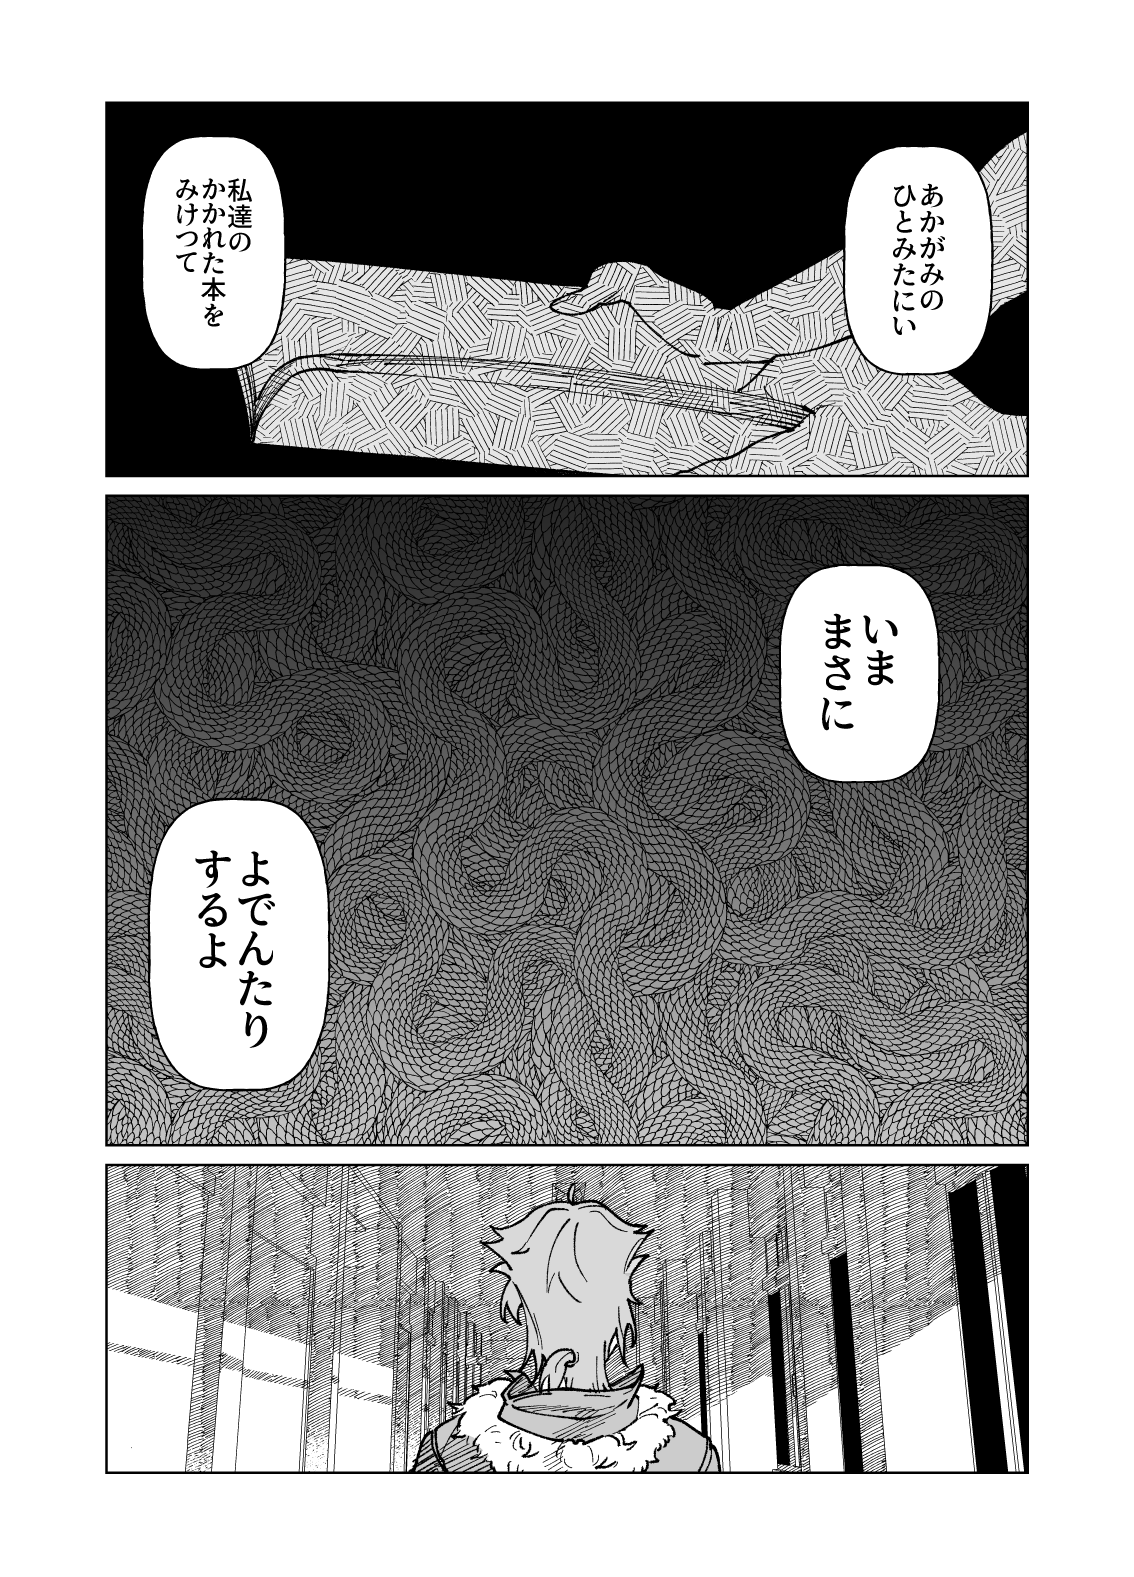 あかがみの
ひとみたにい
私達の
かかれた本を
みけつて
いま
まさに
よでんたり
するよ